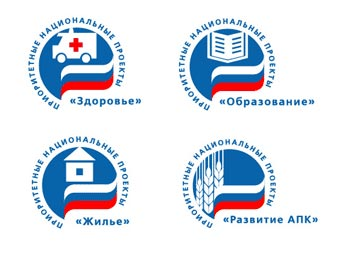 ПРИОРИТЕТНЫЕ НАЦИОНАЛЬНЫЕ ПРОЕКТЫ
«Здоровье»
ПРИОРИТЕТНЫЕ НАЦИОНАЛЬНЫЕ ПРОЕКТЫ
«Образование»
ПРИОРИТЕТНЫЕ НАЦИОНАЛЬНЫЕ ПРОЕКТЫ
«Жилье»
ПРИОРИТЕТНЫЕ НАЦИОНАЛЬНЫЕ ПРОЕКТЫ
«Развитие АПК»